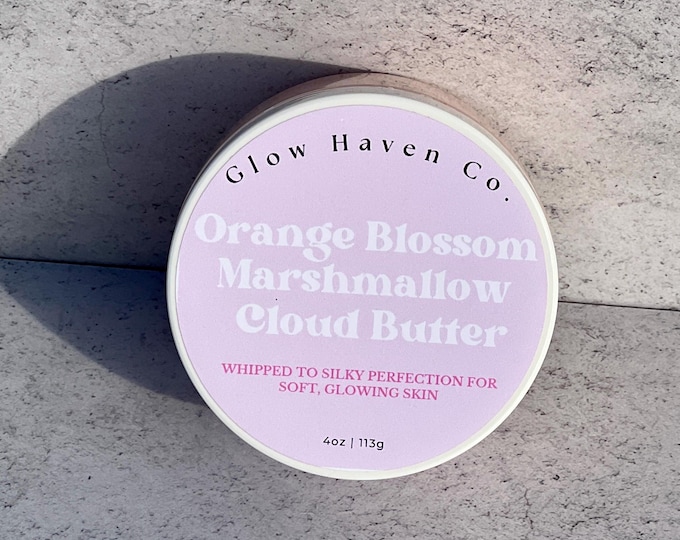 Glow Haven Co.
Orange Blossom
Marshmallow
Cloud Butter
WHIPPED TO SILKY PERFECTION FOR
SOFT, GLOWING SKIN
4oz | 113g